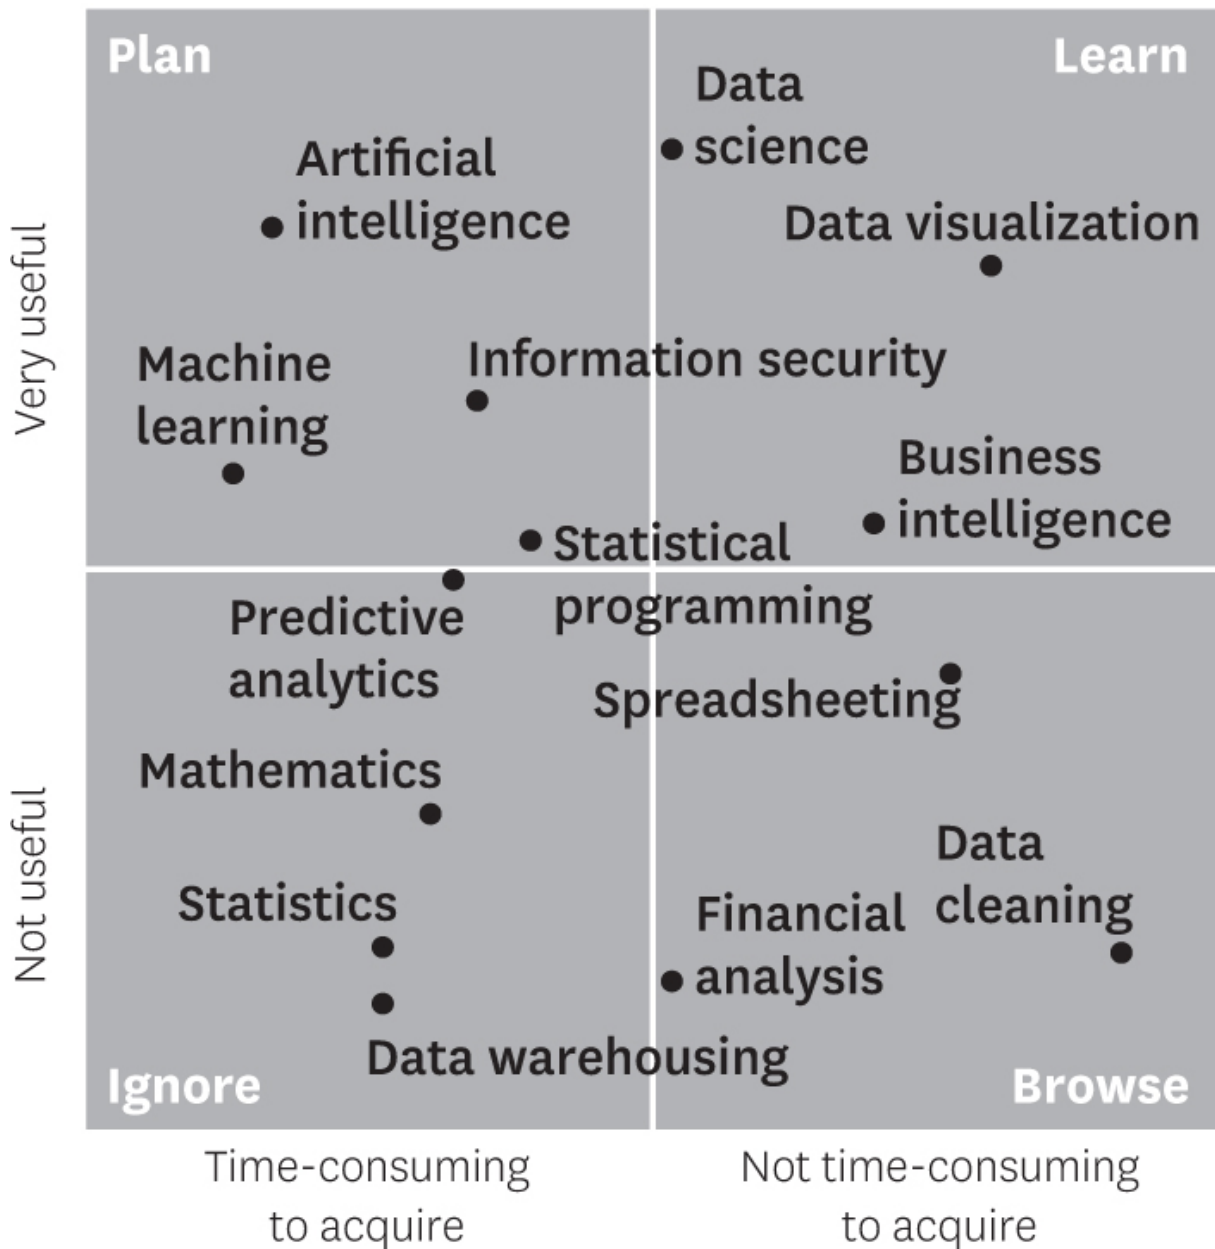 Plan
Learn
Data
science
Artificial
intelligence
Data visualization
Very useful
Machine
learning
Information security
Business
intelligence
Statistical
programming
Predictive
analytics
Spreadsheeting
Mathematics
Not useful
Data
cleaning
Statistics
Financial
analysis
Data warehousing
Ignore
Browse
Time-consuming
to acquire
Not time-consuming
to acquire